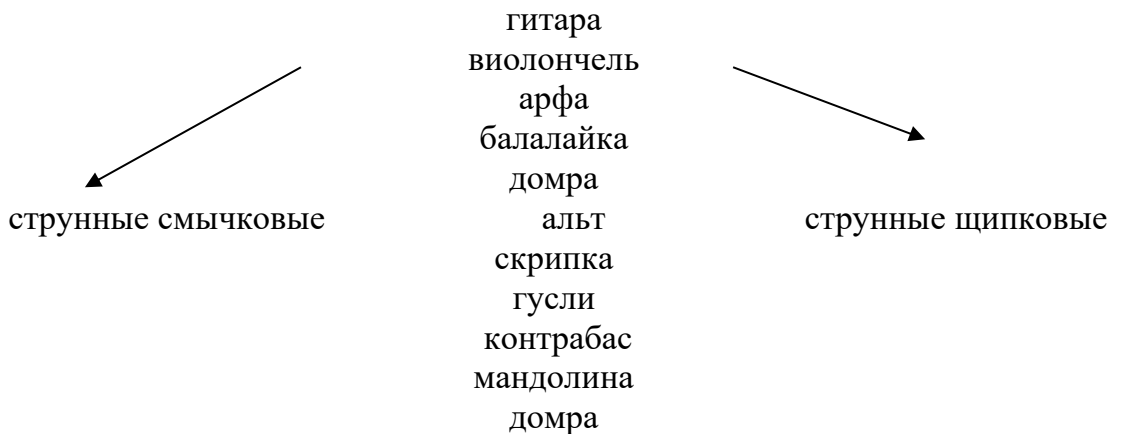 гитара
виолончель
арфа
балалайка
домра
струнные смычковые альт струнные щипковые
скрипка
гусли
контрабас
мандолина
домра